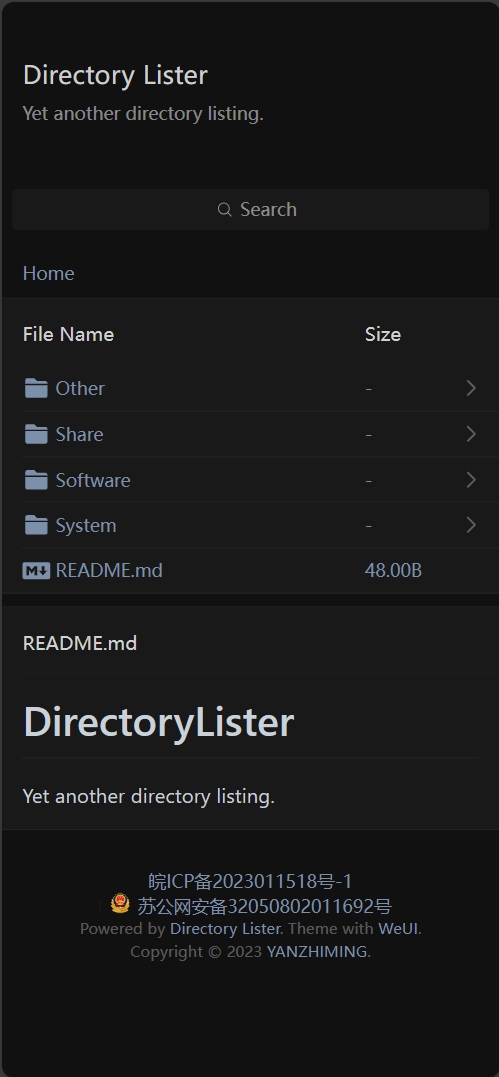 Directory Lister
Yet another directory listing.
Search
Home
File Name Size
Other -
Share -
Software -
System -
README.md 48.00B
README.md
DirectoryLister
Yet another directory listing.
皖ICP备2023011518号-1
苏公网安备32050802011692号
Powered by Directory Lister. Theme with WeUI.
Copyright © 2023 YANZHIMING.